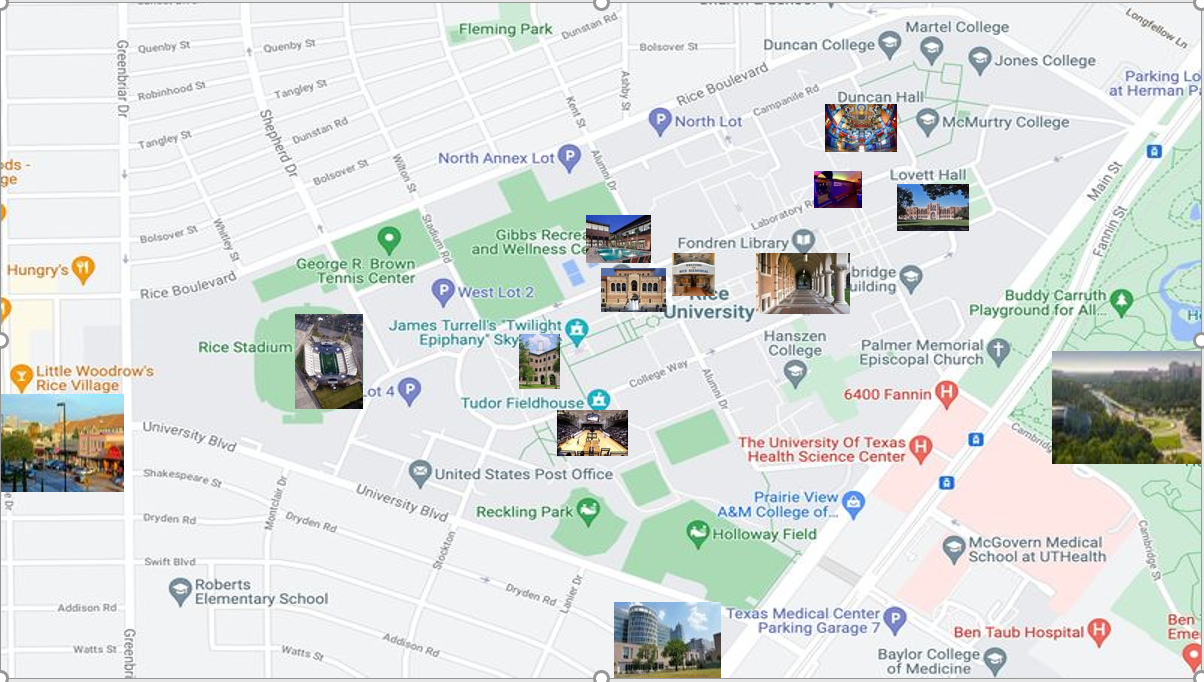 Fleming Park
Dunstan Rd
Longfellow Ln
Martel College
Duncan College
Jones College
Quenby St
Quenby St
Bolsover St
Greenbriar Dr
Rice Boulevard
Parking Lo
at Herman Pa
Robinhood St
Tangley St
Ashby St
Kent St
Campanile Rd
Duncan Hall
McMurtry College
North Lot
Shepherd Dr
Dunstan Rd
Tangley St
North Annex Lot
Alumni Dr
ods -
ge
Bolsover St
Wilton St
Lovett Hall
Main St
Fannin St
Laboratory R
Whitley St
Stadium Rd
Bolsover St
Gibbs Recrea
and Wellness Ce
Fondren Library
Hungry's
George R. Brown
Tennis Center
Rice Boulevard
bridge
uilding
West Lot 2
Rice
University
Buddy Carruth
Playground for All...
He
James Turrell's "Twilight
Epiphany" Sky
Rice Stadium
Hanszen
College
Palmer Memorial
Episcopal Church
Little Woodrow's
Rice Village
College Way
Alumni Dr
Lot 4
Tudor Fieldhouse
6400 Fannin
University Blvd
The University Of Texas
Health Science Center
Cambridge
United States Post Office
Shakespeare St
University Blvd
Montclair Dr
Reckling Park
Prairie View
A&M College of...
e Dr
Dryden Rd
Dryden Rd
Holloway Field
Stockton
McGovern Medical
School at UTHealth
Cambridge St
Swift Blvd
Roberts
Elementary School
Dryden Rd
Lanier Dr
Addison Rd
Texas Medical Center
Parking Garage 7
Ben Taub Hospital
Ben
Eme
Greenbri
Addison Rd
Watts St
Watts St
Baylor College
of Medicine